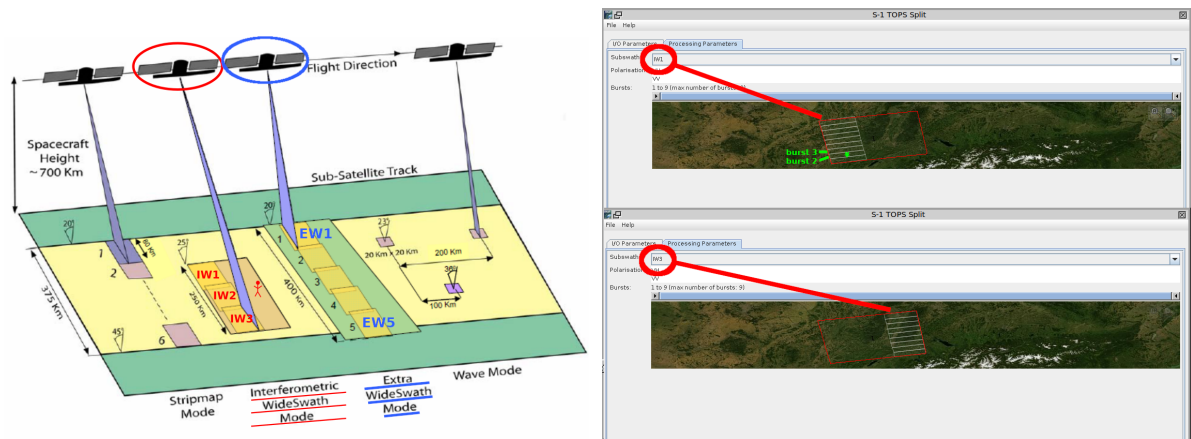 Flight Direction
Spacecraft
Height
~700 Km
Sub-Satellite Track
20°
20°
235
80 Km
EW1
1
1
2
25°
20 Km x 20 Km
200 Km
2
IW1
IW2
IW3
250 Km
400 Km
3
4
5
EW5
100 Km
375 Km
45°
6
Stripmap
Mode
Interferometric
WideSwath
Mode
Extra
WideSwath
Mode
Wave Mode
S-1 TOPS Split
File Help
I/O Parameters Processing Parameters
Subswath:
IW1
Polarisation
VV
Bursts:
1 to 9 (max number of bursts
burst 3
burst 2
S-1 TOPS Split
File Help
I/O Parameters Processing Parameters
Subswath
IW3
Polarisation
VV
Bursts:
1 to 9 (max number of bursts: 9)